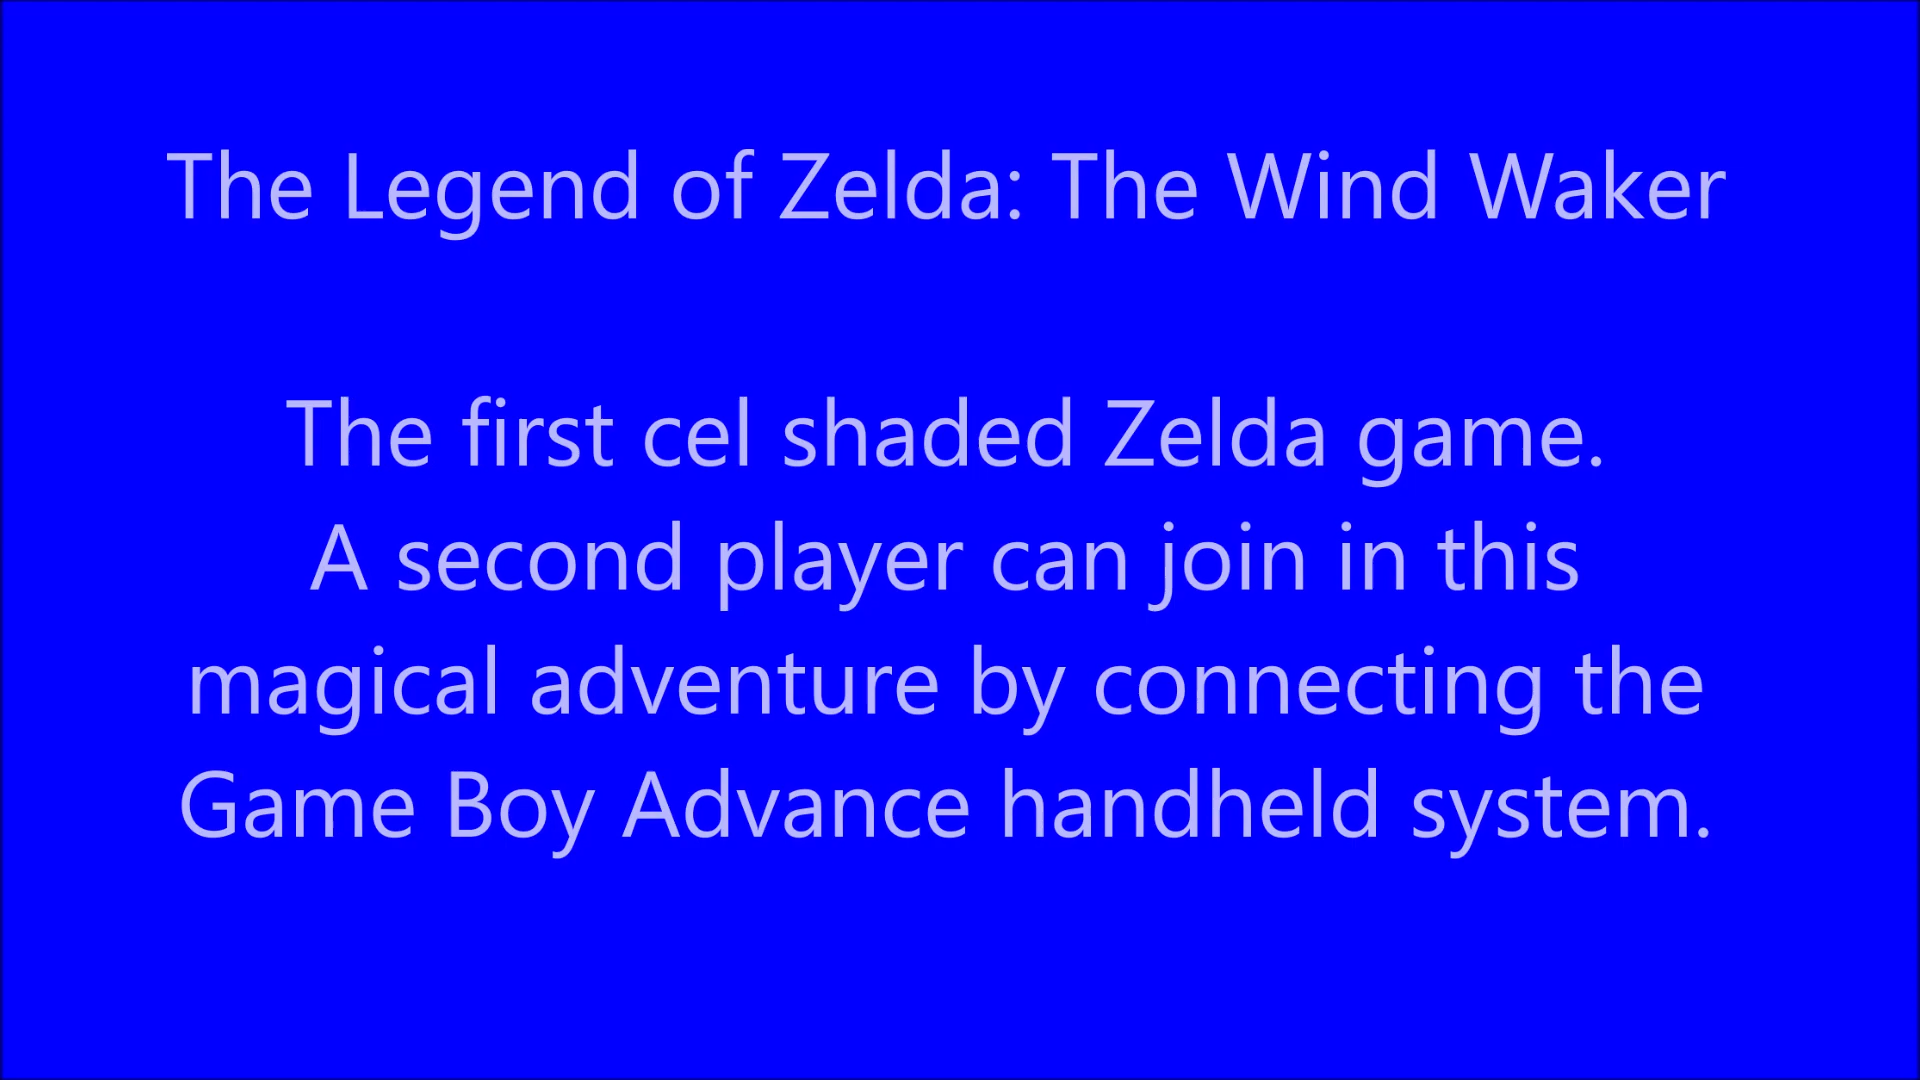 The Legend of Zelda: The Wind Waker
The first cel shaded Zelda game.
A second player can join in this
magical adventure by connecting the
Game Boy Advance handheld system.